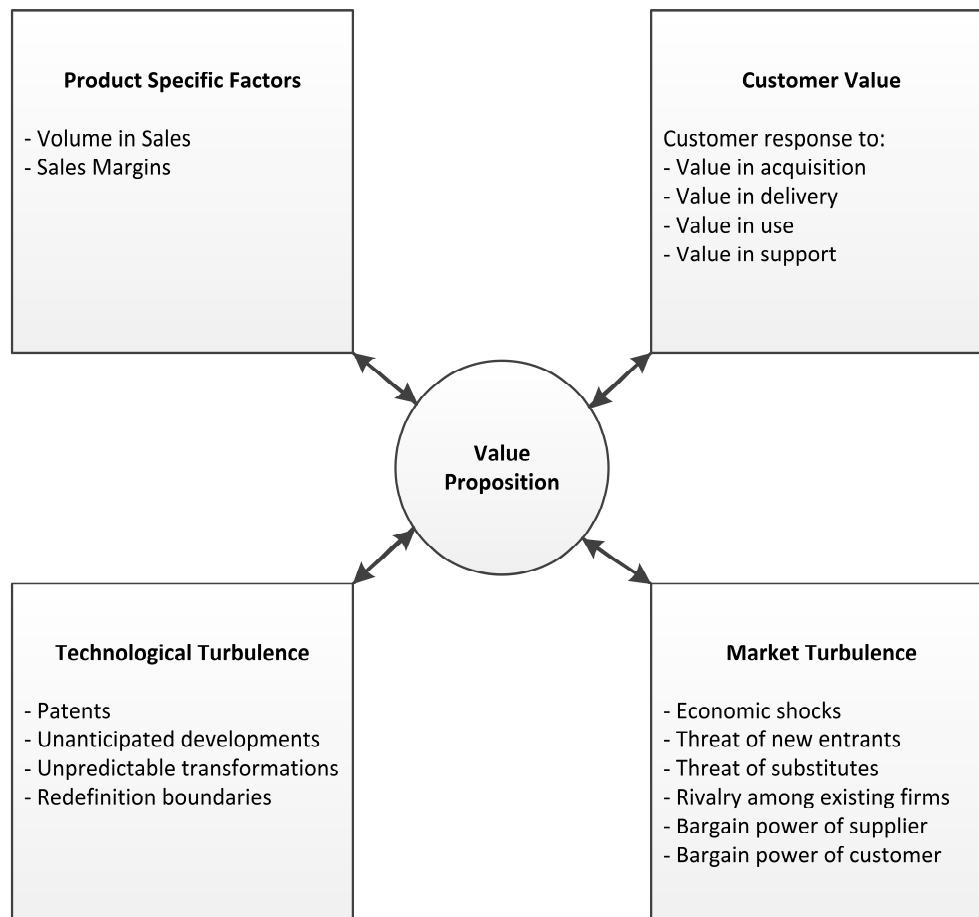 Product Specific Factors
- Volume in Sales
- Sales Margins
Customer Value
Customer response to:
- Value in acquisition
- Value in delivery
- Value in use
- Value in support
Value
Proposition
Technological Turbulence
- Patents
- Unanticipated developments
- Unpredictable transformations
- Redefinition boundaries
Market Turbulence
- Economic shocks
- Threat of new entrants
- Threat of substitutes
- Rivalry among existing firms
- Bargain power of supplier
- Bargain power of customer